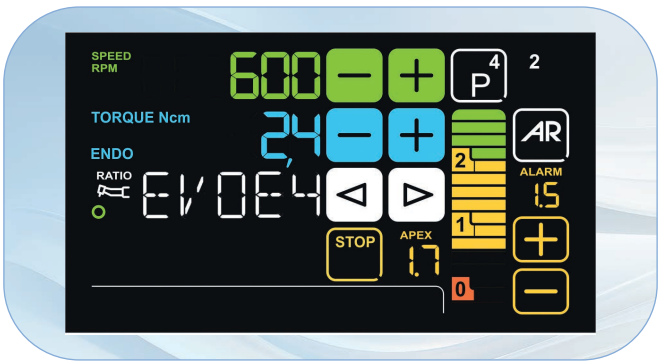 SPEED
RPM
600
− +
P 4
2
TORQUE Ncm
2,4
− +
AR
ENDO
2
ALARM
1.5
RATIO
EVOE4
1
+
STOP
APEX
1.7
0
−